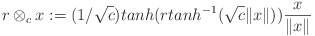 r ⊗_c x := (1/√c)tanh(rtanh⁻¹(√c‖x‖)) x/‖x‖